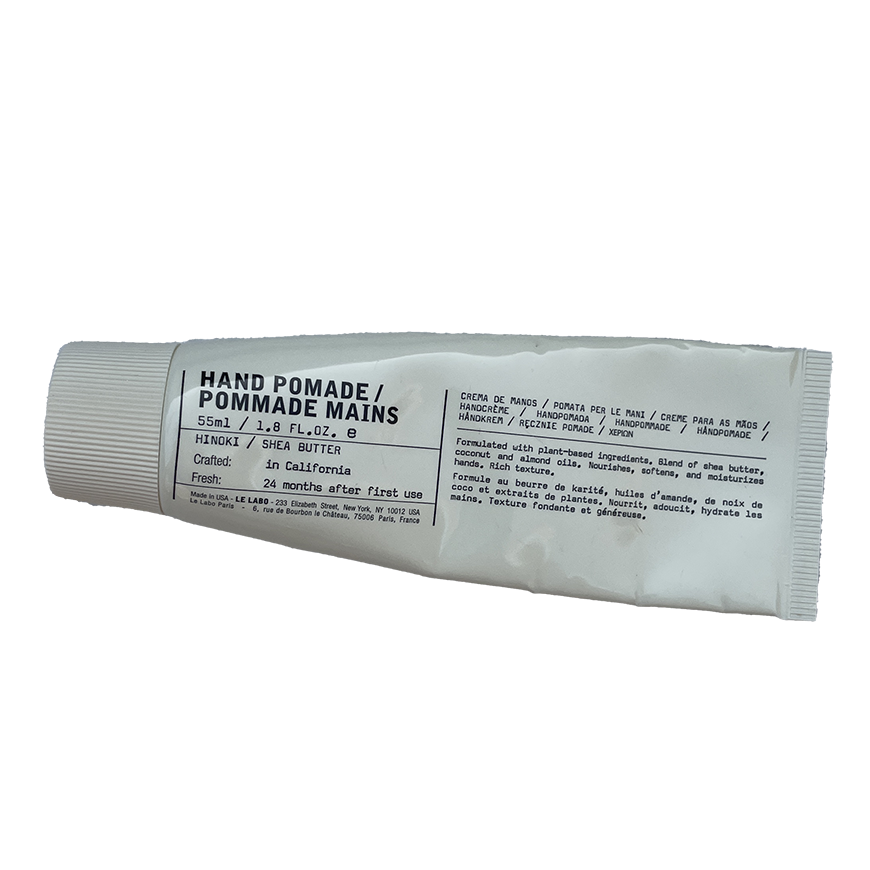 HAND POMADE /
POMMADE MAINS
55ml / 1.8 FL.OZ. e
HINOKI / SHEA BUTTER
Crafted: in California
Fresh: 24 months after first use
Made in USA - LE LABO - 233 Elizabeth Street, New York, NY 10012 USA
Le Labo Paris - 6, rue de Bourbon le Château, 75006 Paris, France
CREMA DE MANOS / POMATA PER LE MANI / CREME PARA AS MÃOS /
HANDCRÈME / HANDPOMADA / HANDPOMMADE / HÅNDPOMADE /
HÅNDKREM / RĘCZNIE POMADE / ΧΕΡΙΩΝ
Formulated with plant-based ingredients. Blend of shea butter,
coconut and almond oils. Nourishes, softens, and moisturizes
hands. Rich texture.
Formule au beurre de karité, huiles d'amande, de noix de
coco et extraits de plantes. Nourrit, adoucit, hydrate les
mains. Texture fondante et généreuse.